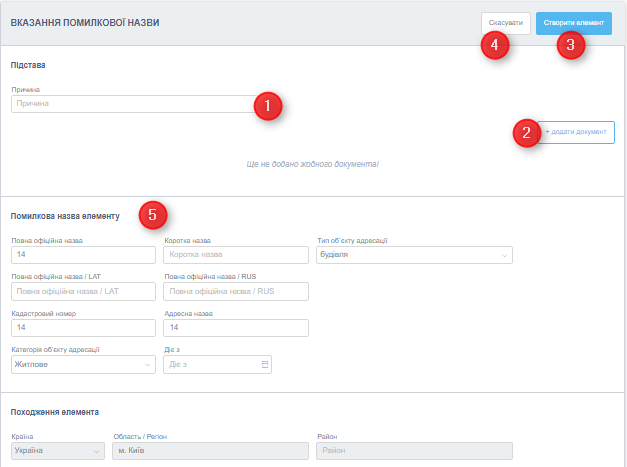 ВКАЗАННЯ ПОМИЛКОВОЇ НАЗВИ
Скасувати
Створити елемент
4
3
Підстава
Причина
Причина
1
2
+ додати документ
Ще не додано жодного документа!
Помилкова назва елементу
5
Повна офіційна назва
Коротка назва
Тип об'єкту адресації
14
Коротка назва
будівля
Повна офіційна назва / LAT
Повна офіційна назва / RUS
Повна офіційна назва / LAT
Повна офіційна назва / RUS
Кадастровий номер
Адресна назва
14
14
Категорія об'єкту адресації
Діє з
Житлове
Діє з
Походження елемента
Країна
Область / Регіон
Район
Україна
м. Київ
Район